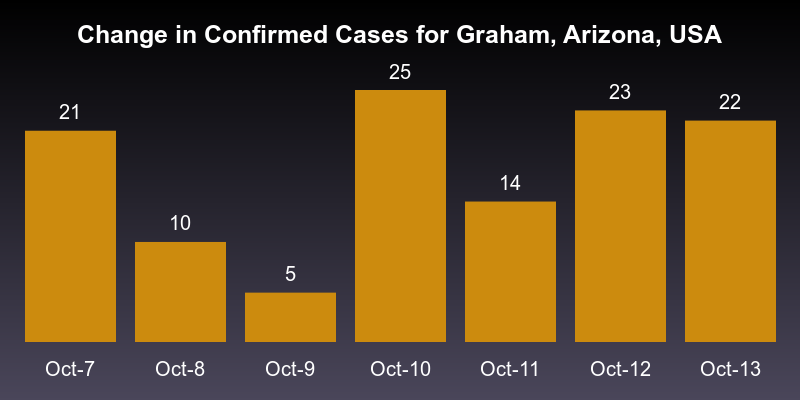 Change in Confirmed Cases for Graham, Arizona, USA
21
10
5
25
14
23
22
Oct-7
Oct-8
Oct-9
Oct-10
Oct-11
Oct-12
Oct-13